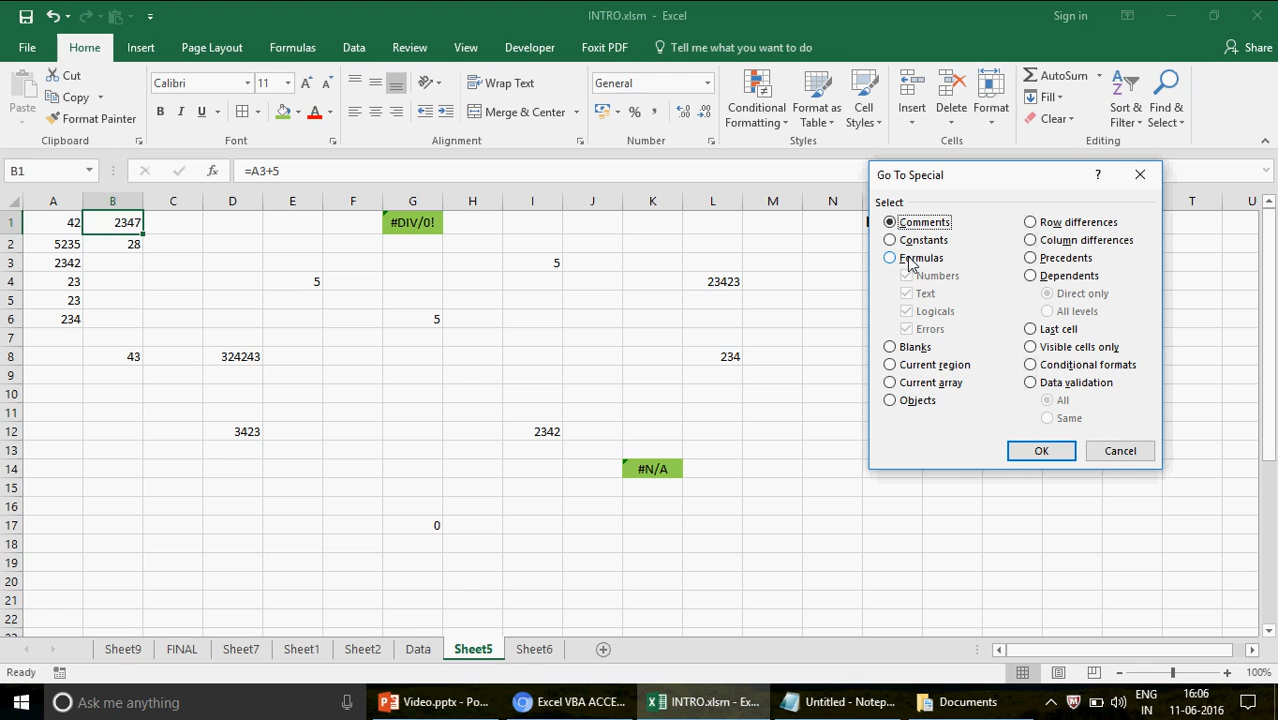 INTRO.xlsm - Excel
Sign in
File Home Insert Page Layout Formulas Data Review View Developer Foxit PDF Tell me what you want to do Share
Paste
Cut
Copy
Format Painter
Clipboard
Calibri 11
B I U
Font
Wrap Text
Merge & Center
Alignment
General
%
Number
Conditional Formatting
Format as Table
Cell Styles
Styles
Insert Delete Format
Cells
AutoSum
Fill
Clear
Sort & Filter
Find & Select
Editing
B1 fx =A3+5
A B C D E F G H I J K L M N T U
1 42 2347 #DIV/0!
2 5235 28
3 2342 5
4 23 5 23423
5 23
6 234 5
7
8 43 324243 234
9
10
11
12 3423 2342
13
14 #N/A
15
16
17 0
18
19
20
21
22
Go To Special ?
Select
Comments
Constants
Formulas
Numbers
Text
Logicals
Errors
Blanks
Current region
Current array
Objects
Row differences
Column differences
Precedents
Dependents
Direct only
All levels
Last cell
Visible cells only
Conditional formats
Data validation
All
Same
OK Cancel
Sheet9 FINAL Sheet7 Sheet1 Sheet2 Data Sheet5 Sheet6
Ready 100%
Ask me anything Video.pptx - Po... Excel VBA ACCE... INTRO.xlsm - Ex... Untitled - Notep... Documents
ENG
IN
16:06
11-06-2016